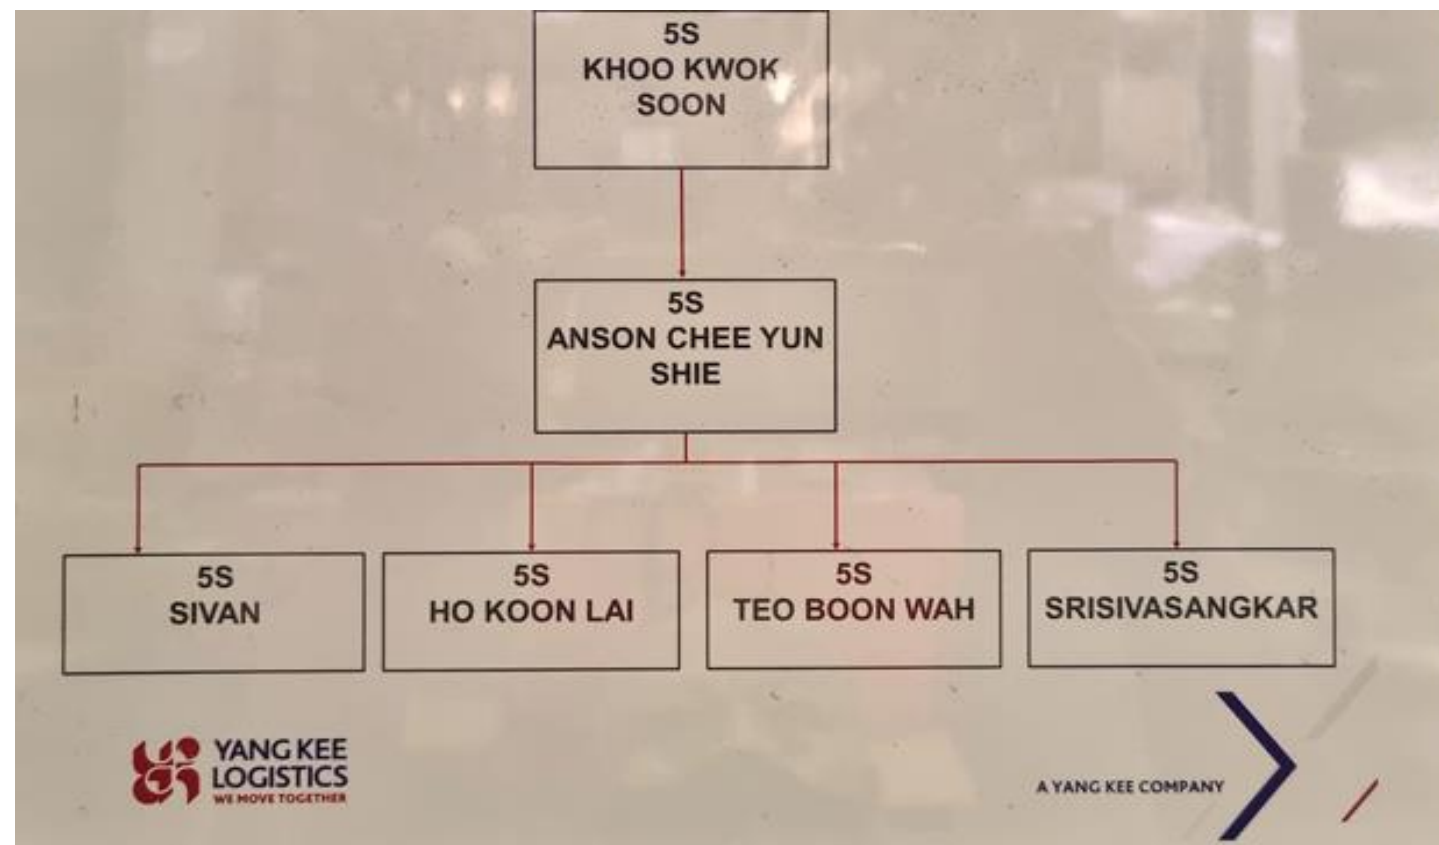 5S
KHOO KWOK
SOON
5S
ANSON CHEE YUN
SHIE
5S
SIVAN
5S
HO KOON LAI
5S
TEO BOON WAH
5S
SRISIVASANGKAR
YANG KEE
LOGISTICS
WE MOVE TOGETHER
A YANG KEE COMPANY